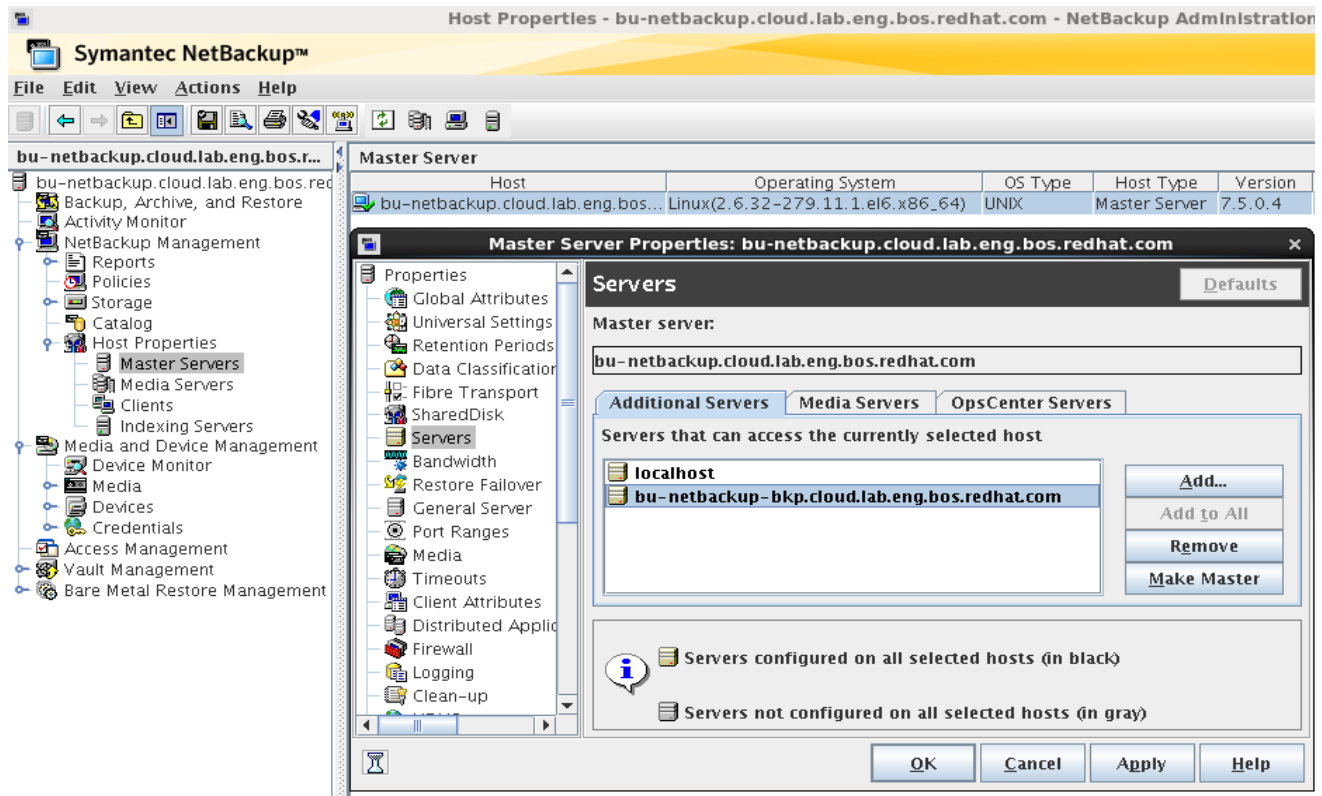 Host Properties - bu-netbackup.cloud.lab.eng.bos.redhat.com - NetBackup Administration
Symantec NetBackup™
File Edit View Actions Help
bu-netbackup.cloud.lab.eng.bos.r...
bu-netbackup.cloud.lab.eng.bos.red
Backup, Archive, and Restore
Activity Monitor
NetBackup Management
Reports
Policies
Storage
Catalog
Host Properties
Master Servers
Media Servers
Clients
Indexing Servers
Media and Device Management
Device Monitor
Media
Devices
Credentials
Access Management
Vault Management
Bare Metal Restore Management
Master Server
Host Operating System OS Type Host Type Version
bu-netbackup.cloud.lab.eng.bos... Linux(2.6.32-279.11.1.el6.x86_64) UNIX Master Server 7.5.0.4
Master Server Properties: bu-netbackup.cloud.lab.eng.bos.redhat.com
Properties
Global Attributes
Universal Settings
Retention Periods
Data Classification
Fibre Transport
SharedDisk
Servers
Bandwidth
Restore Failover
General Server
Port Ranges
Media
Timeouts
Client Attributes
Distributed Applic
Firewall
Logging
Clean-up
Servers
Defaults
Master server:
bu-netbackup.cloud.lab.eng.bos.redhat.com
Additional Servers Media Servers OpsCenter Servers
Servers that can access the currently selected host
localhost
bu-netbackup-bkp.cloud.lab.eng.bos.redhat.com
Add...
Add to All
Remove
Make Master
Servers configured on all selected hosts (in black)
Servers not configured on all selected hosts (in gray)
OK Cancel Apply Help